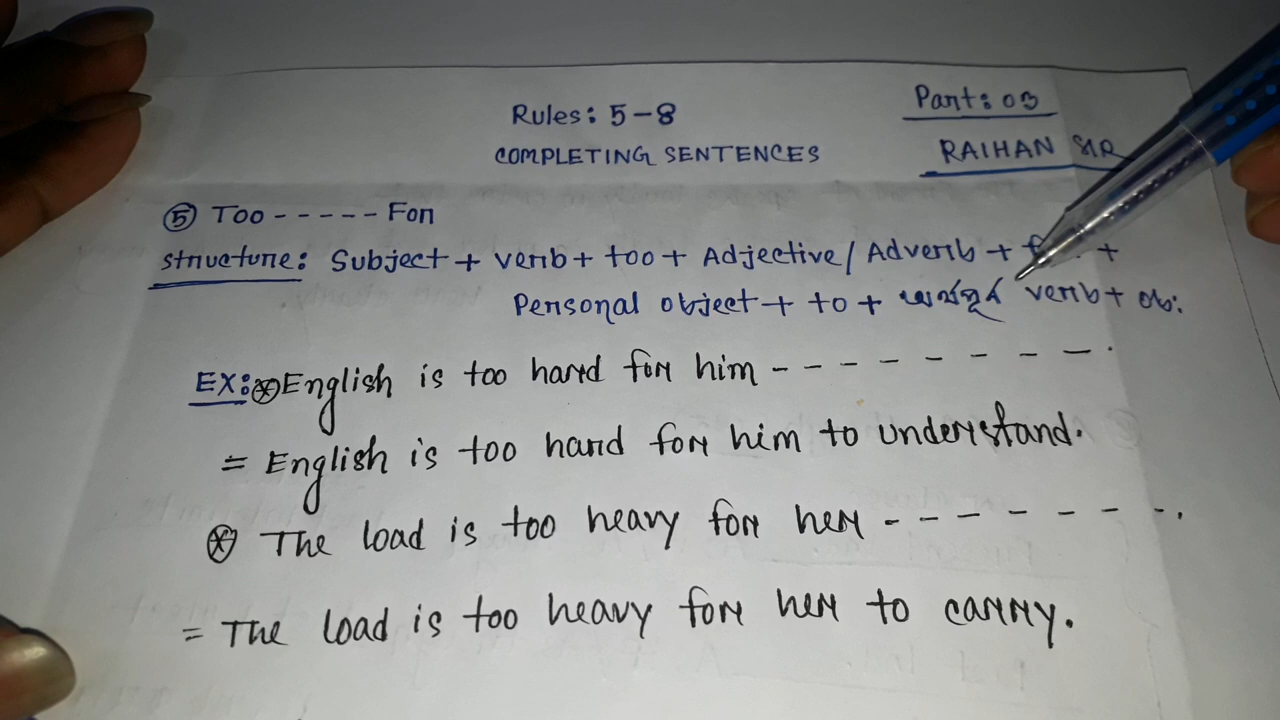 Rules: 5-8
Part: 03
COMPLETING SENTENCES
RAIHAN SIR
⑤ Too ----- For
structure: Subject + verb + too + Adjective / Adverb + +
Personal object + to + verb + ob:
EX: ⊛ English is too hard for him - - - - - - - - -.
= English is too hard for him to understand.
⊛ The load is too heavy for her - - - - - - - - -.
= The load is too heavy for her to carry.